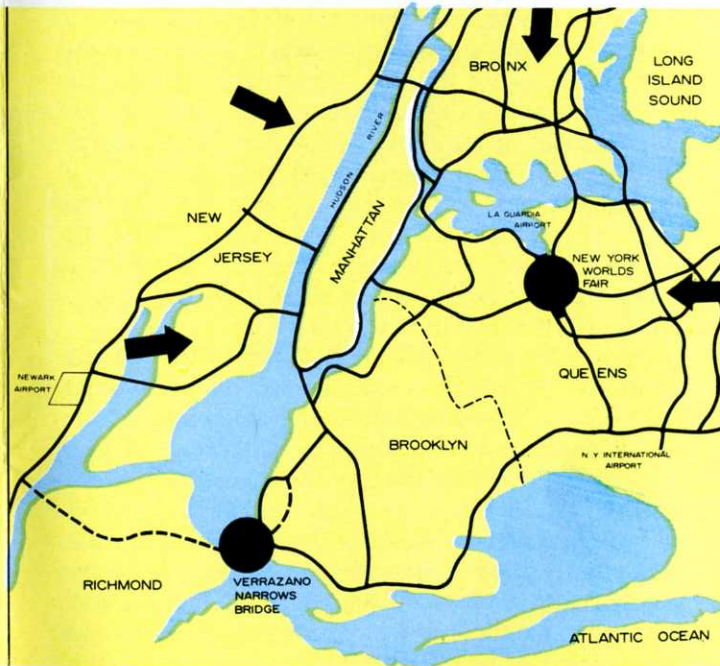 BRONX
LONG
ISLAND
SOUND
HUDSON RIVER
NEW
JERSEY
MANHATTAN
LA GUARDIA
AIRPORT
NEW YORK
WORLDS
FAIR
NEWARK
AIRPORT
QUEENS
BROOKLYN
N Y INTERNATIONAL
AIRPORT
RICHMOND
VERRAZANO
NARROWS
BRIDGE
ATLANTIC OCEAN